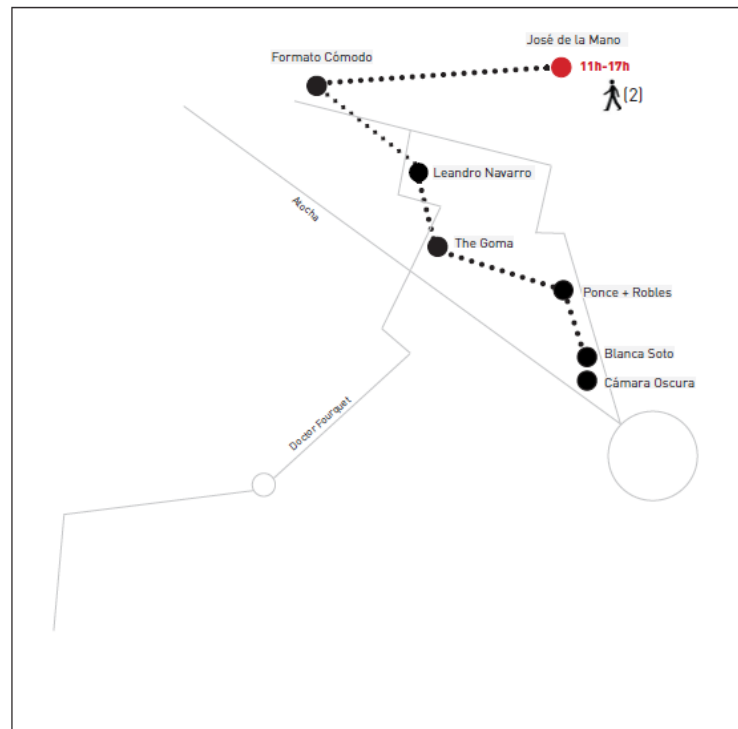 José de la Mano
Formato Cómodo
11h-17h
(2)
Leandro Navarro
Atocha
The Goma
Ponce + Robles
Blanca Soto
Cámara Oscura
Doctor Fourquet